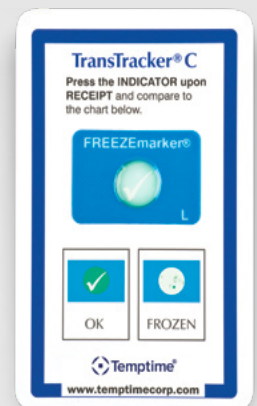 TransTracker® C
Press the INDICATOR upon
RECEIPT and compare to
the chart below.
FREEZEmarker®
L
OK
FROZEN
Temptime®
www.temptimecorp.com